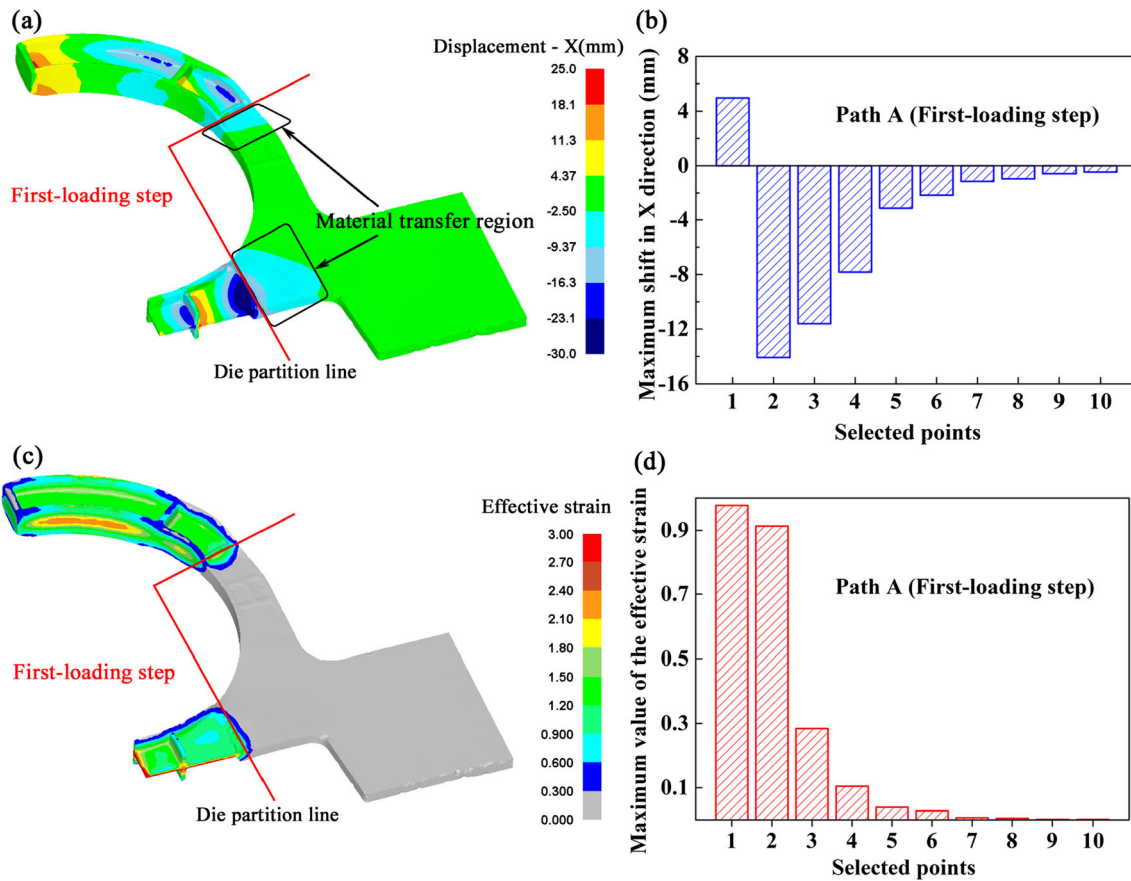 (a)
Displacement - X(mm)
25.0
18.1
11.3
4.37
-2.50
-9.37
-16.3
-23.1
-30.0
First-loading step
Material transfer region
Die partition line
(b)
Maximum shift in X direction (mm)
8
4
0
-4
-8
-12
-16
Path A (First-loading step)
1 2 3 4 5 6 7 8 9 10
Selected points
(c)
Effective strain
3.00
2.70
2.40
2.10
1.80
1.50
1.20
0.900
0.600
0.300
0.000
First-loading step
Die partition line
(d)
Maximum value of the effective strain
0.9
0.7
0.5
0.3
0.1
Path A (First-loading step)
1 2 3 4 5 6 7 8 9 10
Selected points